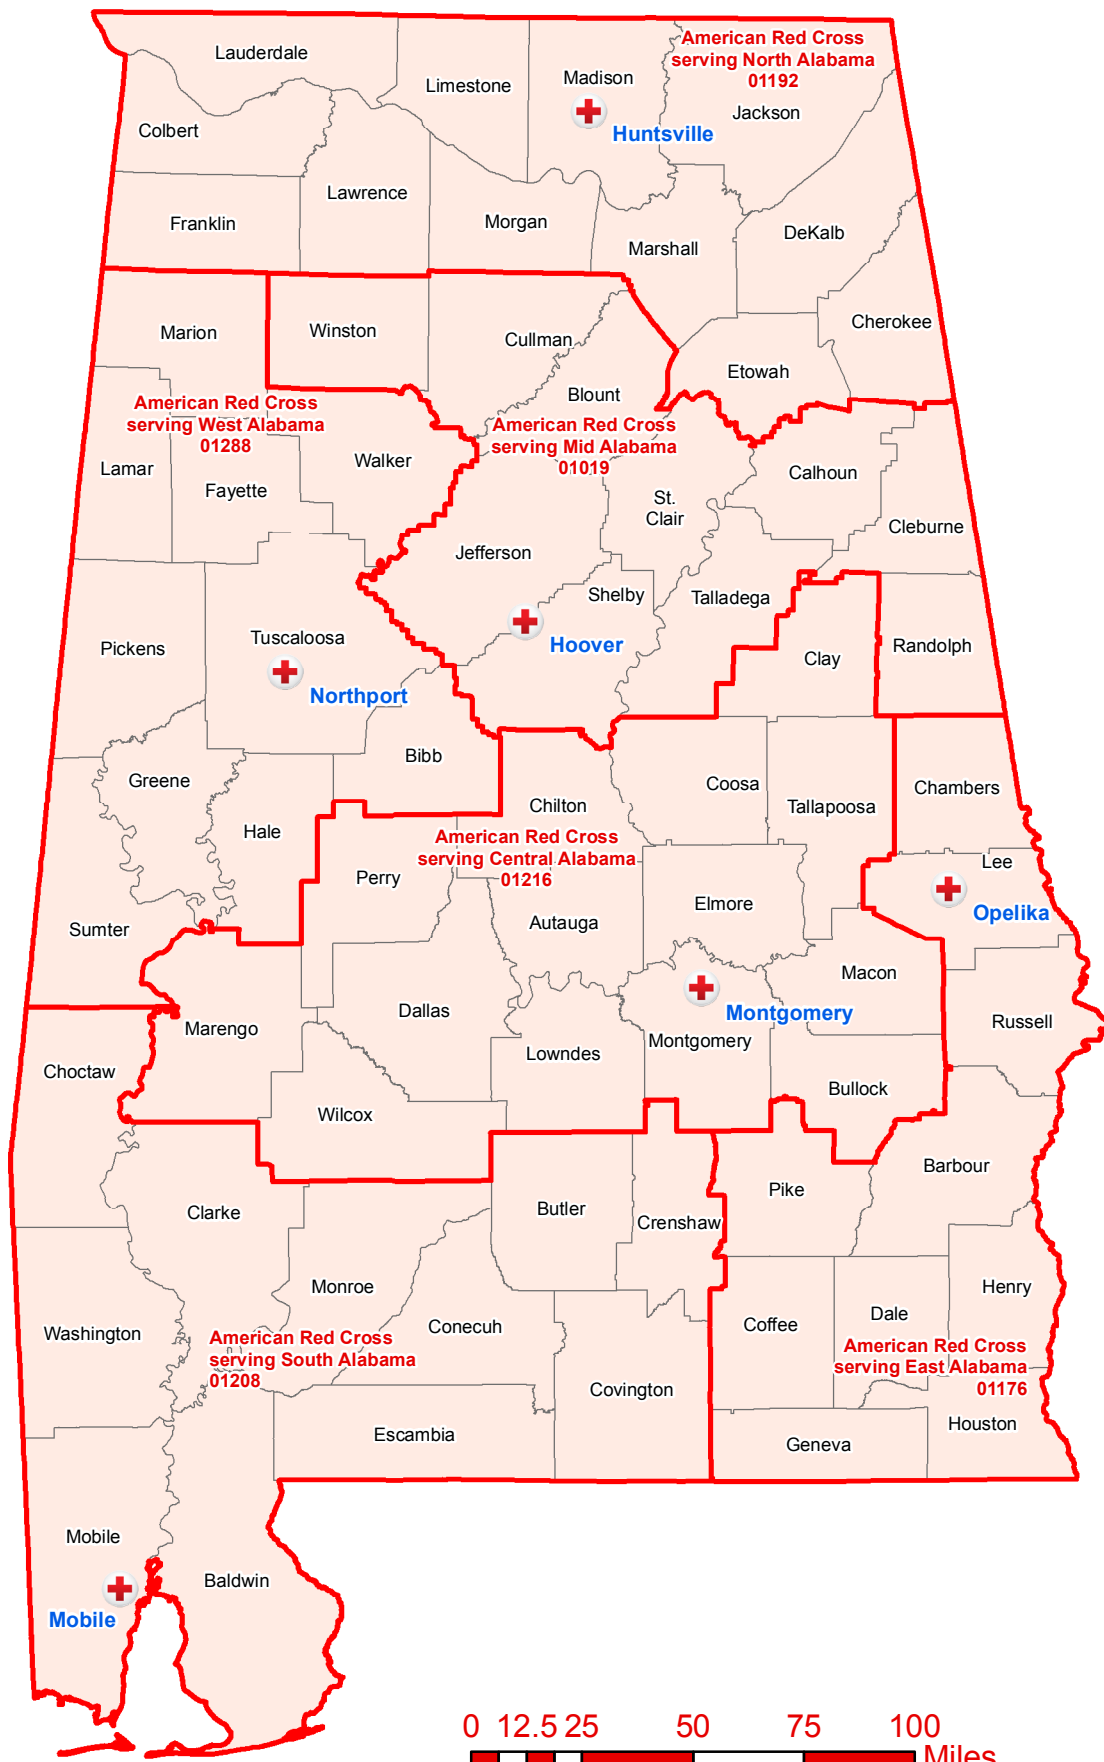 Lauderdale
American Red Cross
serving North Alabama
01192
Limestone
Madison
Jackson
Colbert
Huntsville
Lawrence
Franklin
Morgan
DeKalb
Marshall
Marion
Winston
Cullman
Cherokee
Etowah
Blount
American Red Cross
serving West Alabama
01288
American Red Cross
serving Mid Alabama
01019
Lamar
Walker
Fayette
Calhoun
St.
Clair
Cleburne
Jefferson
Shelby
Talladega
Tuscaloosa
Pickens
Hoover
Randolph
Clay
Northport
Bibb
Greene
Coosa
Chambers
Chilton
Tallapoosa
Hale
American Red Cross
serving Central Alabama
01216
Lee
Perry
Elmore
Opelika
Autauga
Sumter
Macon
Dallas
Montgomery
Marengo
Russell
Montgomery
Lowndes
Choctaw
Bullock
Wilcox
Barbour
Pike
Clarke
Butler
Crenshaw
Monroe
Henry
Washington
Conecuh
Coffee
Dale
American Red Cross
serving South Alabama
01208
American Red Cross
serving East Alabama
01176
Covington
Houston
Escambia
Geneva
Mobile
Baldwin
Mobile
0 12.5 25 50 75 100
Miles